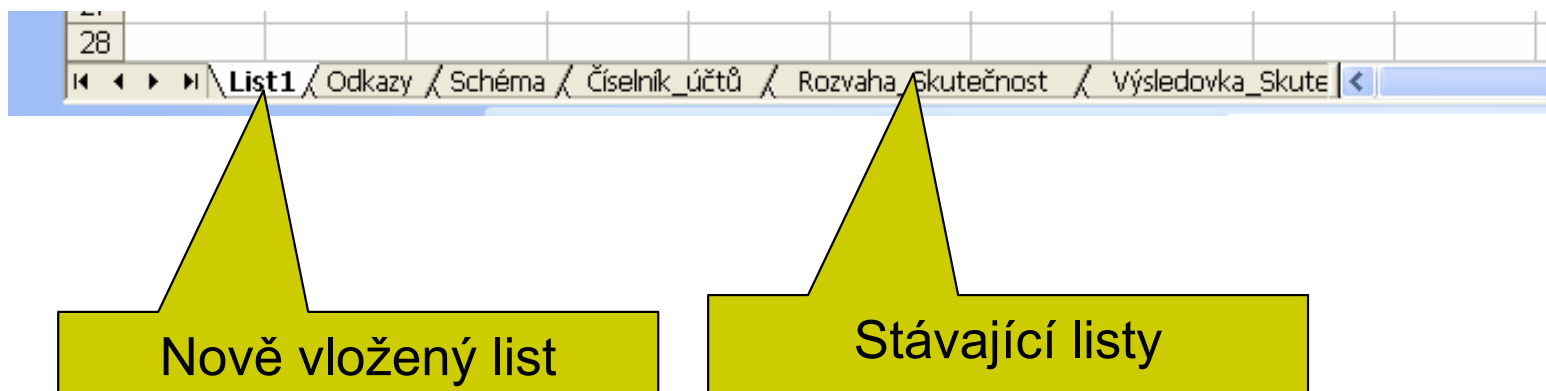 28
List1 Odkazy Schéma Číselník_účtů Rozvaha_Skutečnost Výsledovka_Skute
Nově vložený list
Stávající listy